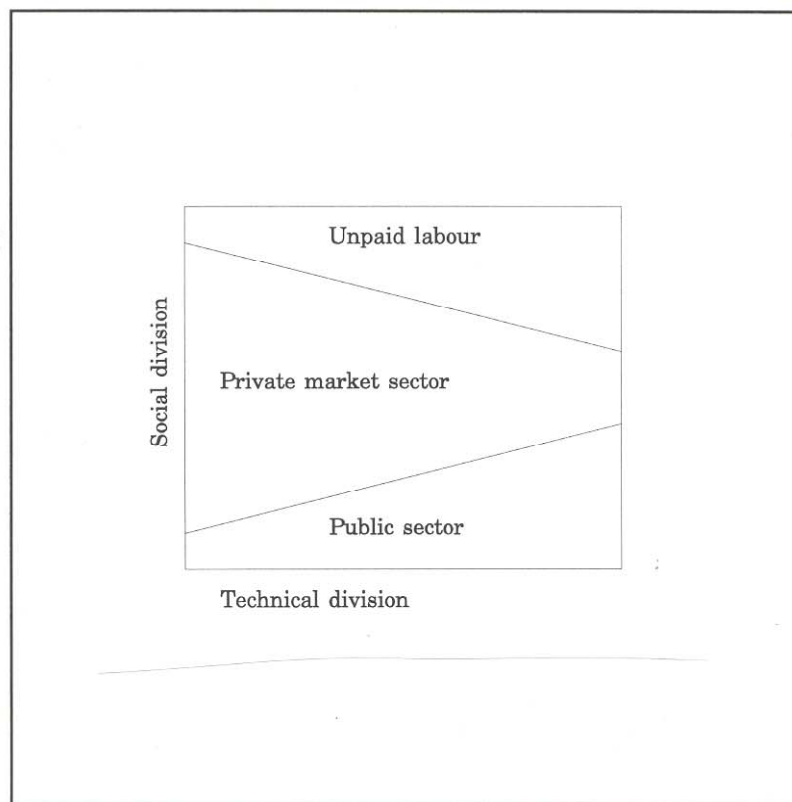 Unpaid labour
Social division
Private market sector
Public sector
Technical division